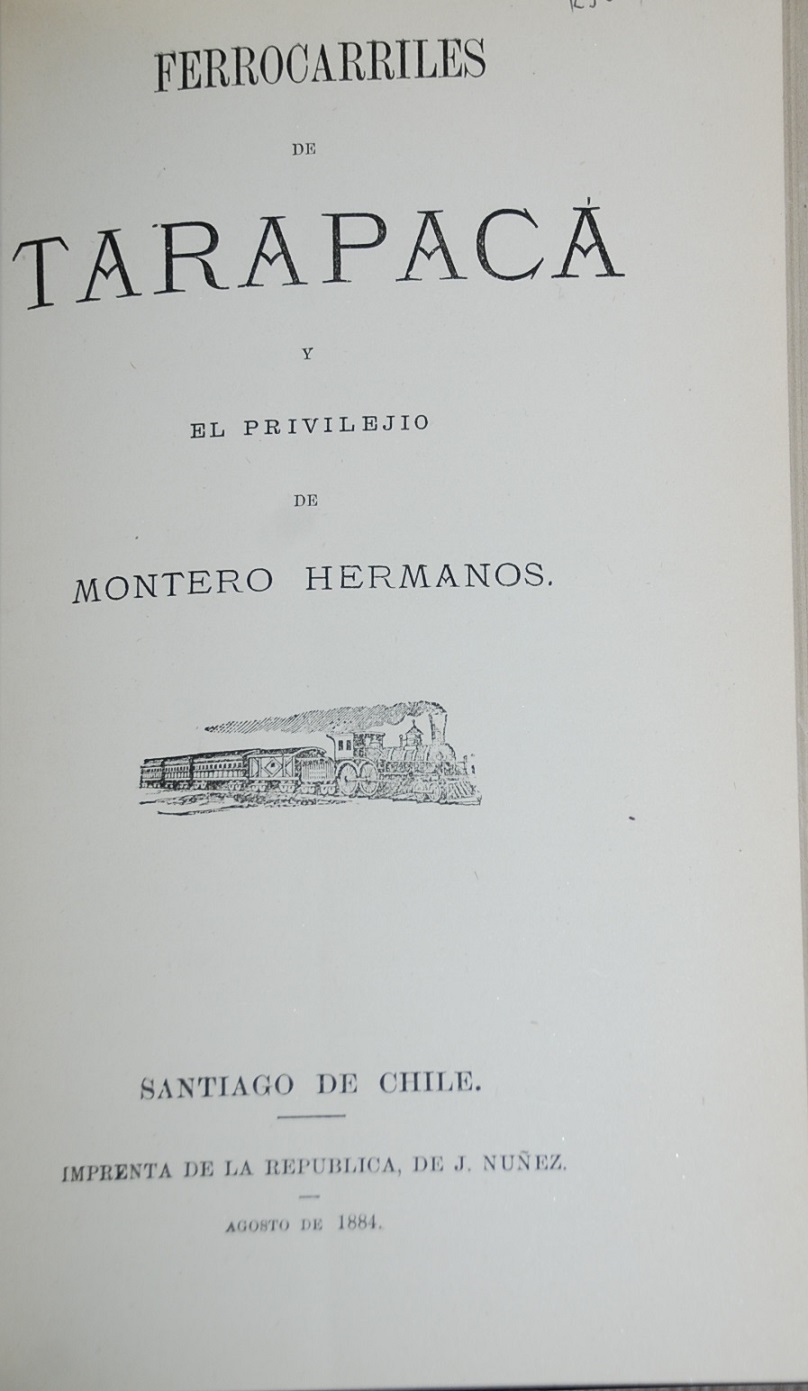 FERROCARRILES
DE
TARAPACÁ
Y
EL PRIVILEJIO
DE
MONTERO HERMANOS.
SANTIAGO DE CHILE.
IMPRENTA DE LA REPUBLICA, DE J. NUÑEZ.
AGOSTO DE 1884.